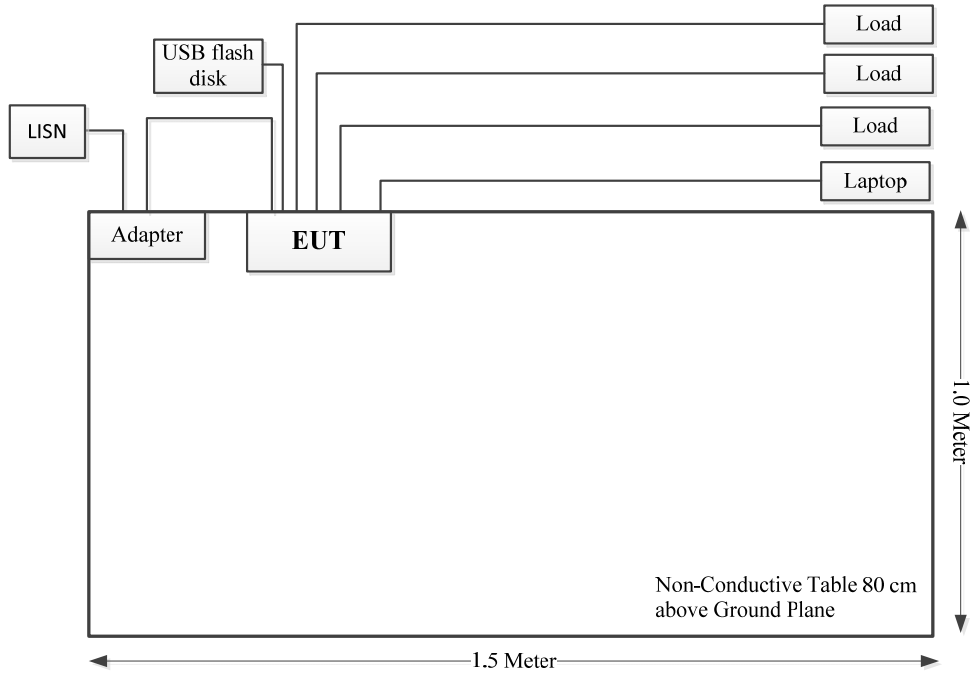 Load
USB flash
disk
Load
LISN
Load
Laptop
Adapter
EUT
1.0 Meter
Non-Conductive Table 80 cm
above Ground Plane
1.5 Meter